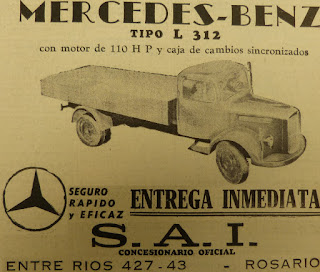 MERCEDES-BENZ
TIPO L 312
con motor de 110 H P y caja de cambios sincronizados
SEGURO
RAPIDO
y EFICAZ
ENTREGA INMEDIATA
S. A. I.
CONCESIONARIO OFICIAL
ENTRE RIOS 427-43 - ROSARIO